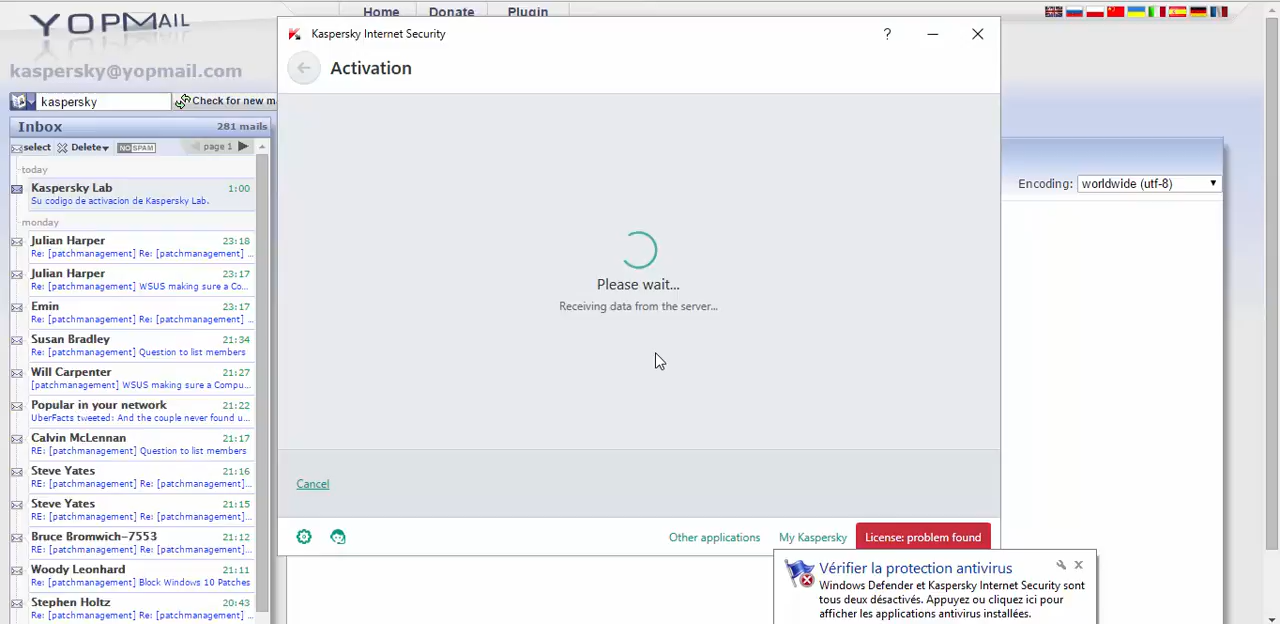 Home Donate Plugin
YOPMAIL
kaspersky@yopmail.com
kaspersky Check for new m
Inbox 281 mails
select Delete NO SPAM page 1
today
Kaspersky Lab 1:00
Su codigo de activacion de Kaspersky Lab.
monday
Julian Harper 23:18
Re: [patchmanagement] Re: [patchmanagement] ...
Julian Harper 23:17
Re: [patchmanagement] WSUS making sure a Co...
Emin 23:17
Re: [patchmanagement] Re: [patchmanagement] ...
Susan Bradley 21:34
Re: [patchmanagement] Question to list members
Will Carpenter 21:27
[patchmanagement] WSUS making sure a Compu...
Popular in your network 21:22
UberFacts tweeted: And the couple never found u...
Calvin McLennan 21:17
RE: [patchmanagement] Question to list members
Steve Yates 21:16
RE: [patchmanagement] Re: [patchmanagement]...
Steve Yates 21:15
RE: [patchmanagement] Re: [patchmanagement]...
Bruce Bromwich-7553 21:12
RE: [patchmanagement] Re: [patchmanagement]...
Woody Leonhard 21:11
Re: [patchmanagement] Block Windows 10 Patches
Stephen Holtz 20:43
Re: [patchmanagement] Re: [patchmanagement]...
Kaspersky Internet Security ?
Activation
Please wait...
Receiving data from the server...
Cancel
Other applications My Kaspersky License: problem found
Encoding: worldwide (utf-8)
Vérifier la protection antivirus
Windows Defender et Kaspersky Internet Security sont
tous deux désactivés. Appuyez ou cliquez ici pour
afficher les applications antivirus installées.